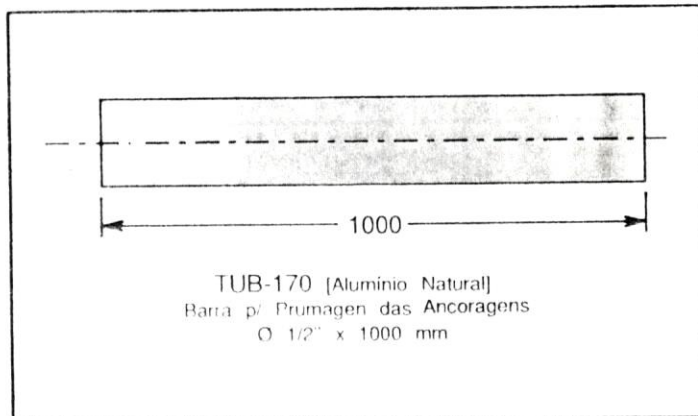 1000
TUB-170 [Alumínio Natural]
Barra p/ Prumagen das Ancoragens
Ø 1/2" x 1000 mm